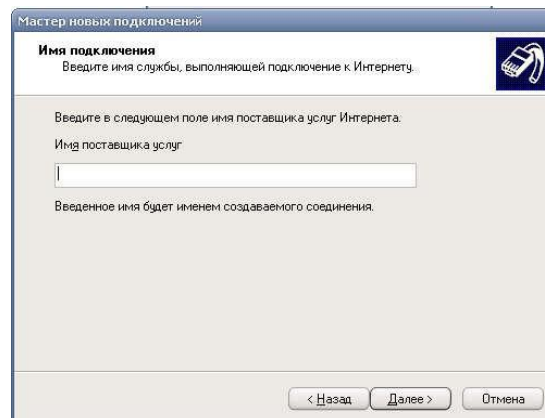 Мастер новых подключений
Имя подключения
Введите имя службы, выполняющей подключение к Интернету.
Введите в следующем поле имя поставщика услуг Интернета.
Имя поставщика услуг
Введенное имя будет именем создаваемого соединения.
< Назад Далее > Отмена